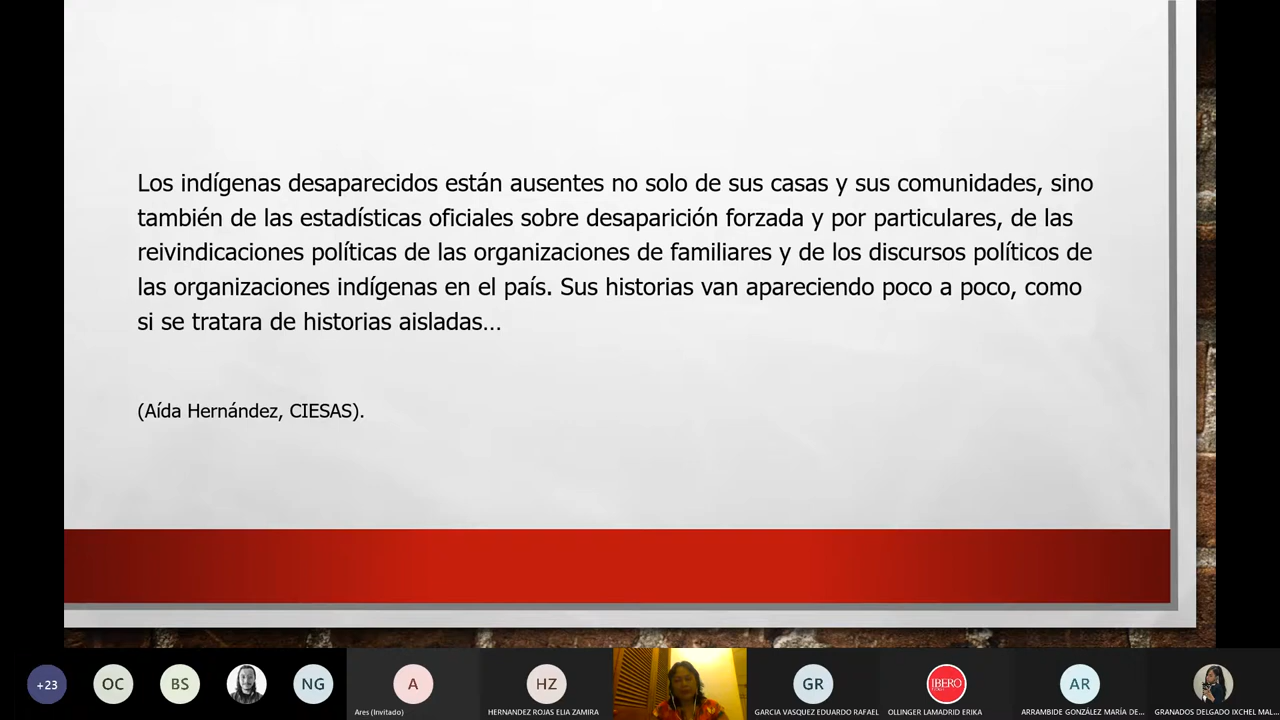 Los indígenas desaparecidos están ausentes no solo de sus casas y sus comunidades, sino
también de las estadísticas oficiales sobre desaparición forzada y por particulares, de las
reivindicaciones políticas de las organizaciones de familiares y de los discursos políticos de
las organizaciones indígenas en el país. Sus historias van apareciendo poco a poco, como
si se tratara de historias aisladas...
(Aída Hernández, CIESAS).
+23
OC
BS
NG
A
Ares (Invitado)
HZ
HERNANDEZ ROJAS ELIA ZAMIRA
GR
GARCIA VASQUEZ EDUARDO RAFAEL
IBERO
OLLINGER LAMADRID ERIKA
AR
ARRAMBIDE GONZÁLEZ MARÍA DE...
GRANADOS DELGADO IXCHEL MAL...